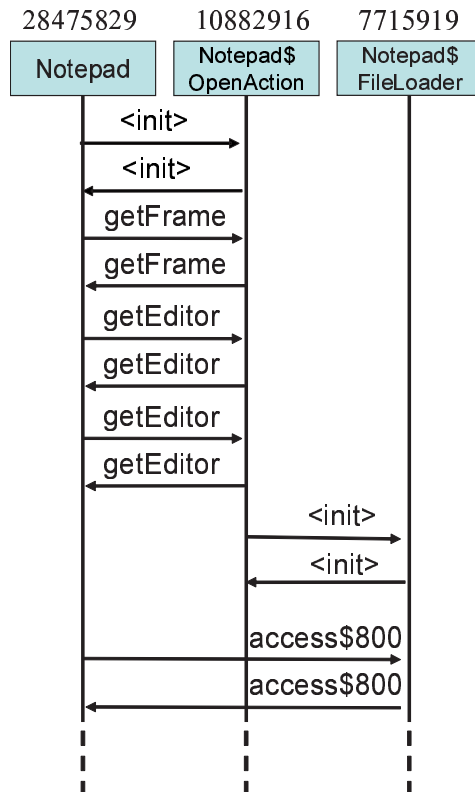 28475829 10882916 7715919
Notepad
Notepad$
OpenAction
Notepad$
FileLoader
<init>
<init>
getFrame
getFrame
getEditor
getEditor
getEditor
getEditor
<init>
<init>
access$800
access$800